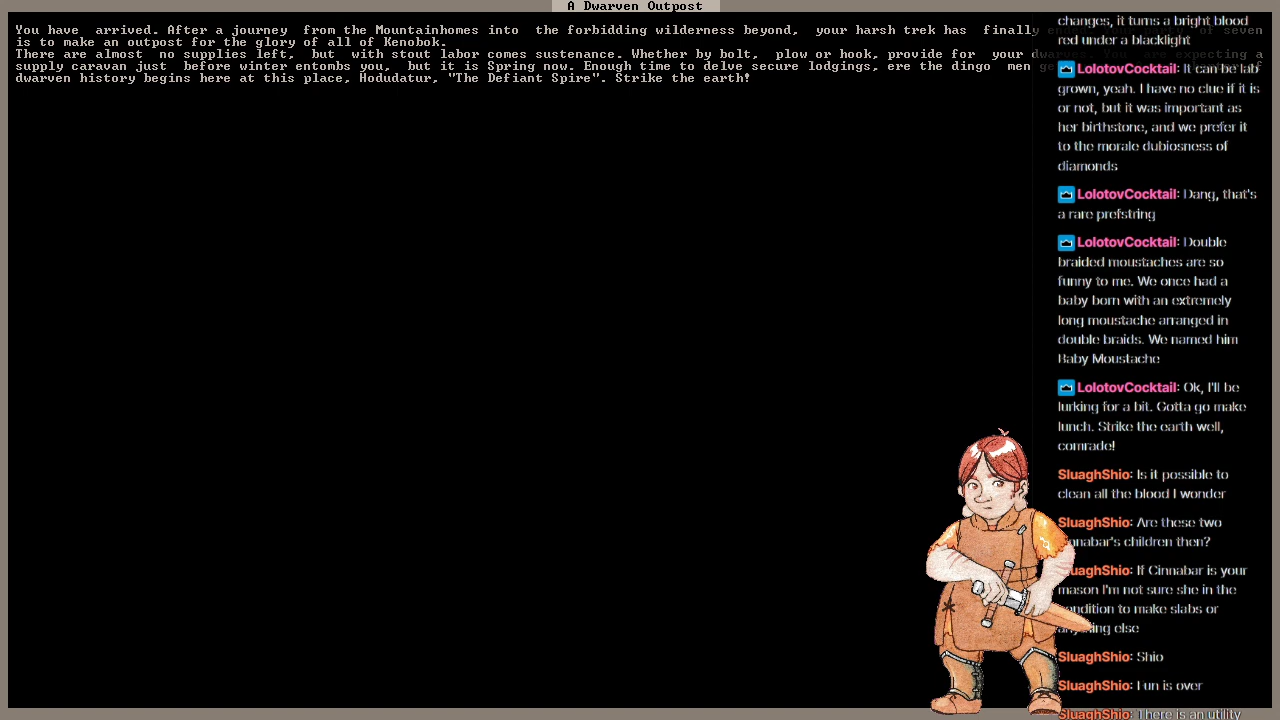 A Dwarven Outpost
You have arrived. After a journey from the Mountainhomes into the forbidding wilderness beyond, your harsh trek has finally of seven
is to make an outpost for the glory of all of Kenobok.
There are almost no supplies left, but with stout labor comes sustenance. Whether by bolt, plow or hook, provide for your expecting a
supply caravan just before winter entombs you, but it is Spring now. Enough time to delve secure lodgings, ere the dingo men
dwarven history begins here at this place, Hodudatur, "The Defiant Spire". Strike the earth!
changes, it turns a bright blood
red under a blacklight
LolotovCocktail: It can be lab
grown, yeah. I have no clue if it is
or not, but it was important as
her birthstone, and we prefer it
to the morale dubiosness of
diamonds
LolotovCocktail: Dang, that's
a rare prefstring
LolotovCocktail: Double
braided moustaches are so
funny to me. We once had a
baby born with an extremely
long moustache arranged in
double braids. We named him
Baby Moustache
LolotovCocktail: Ok, I'll be
lurking for a bit. Gotta go make
lunch. Strike the earth well,
comrade!
SluaghShio: Is it possible to
clean all the blood I wonder
SluaghShio: Are these two
children then?
If Cinnabar is your
mason I'm not sure she in the
condition to make slabs or
else
SluaghShio: Shio
SluaghShio: Fun is over
SluaghShio: There is an utility